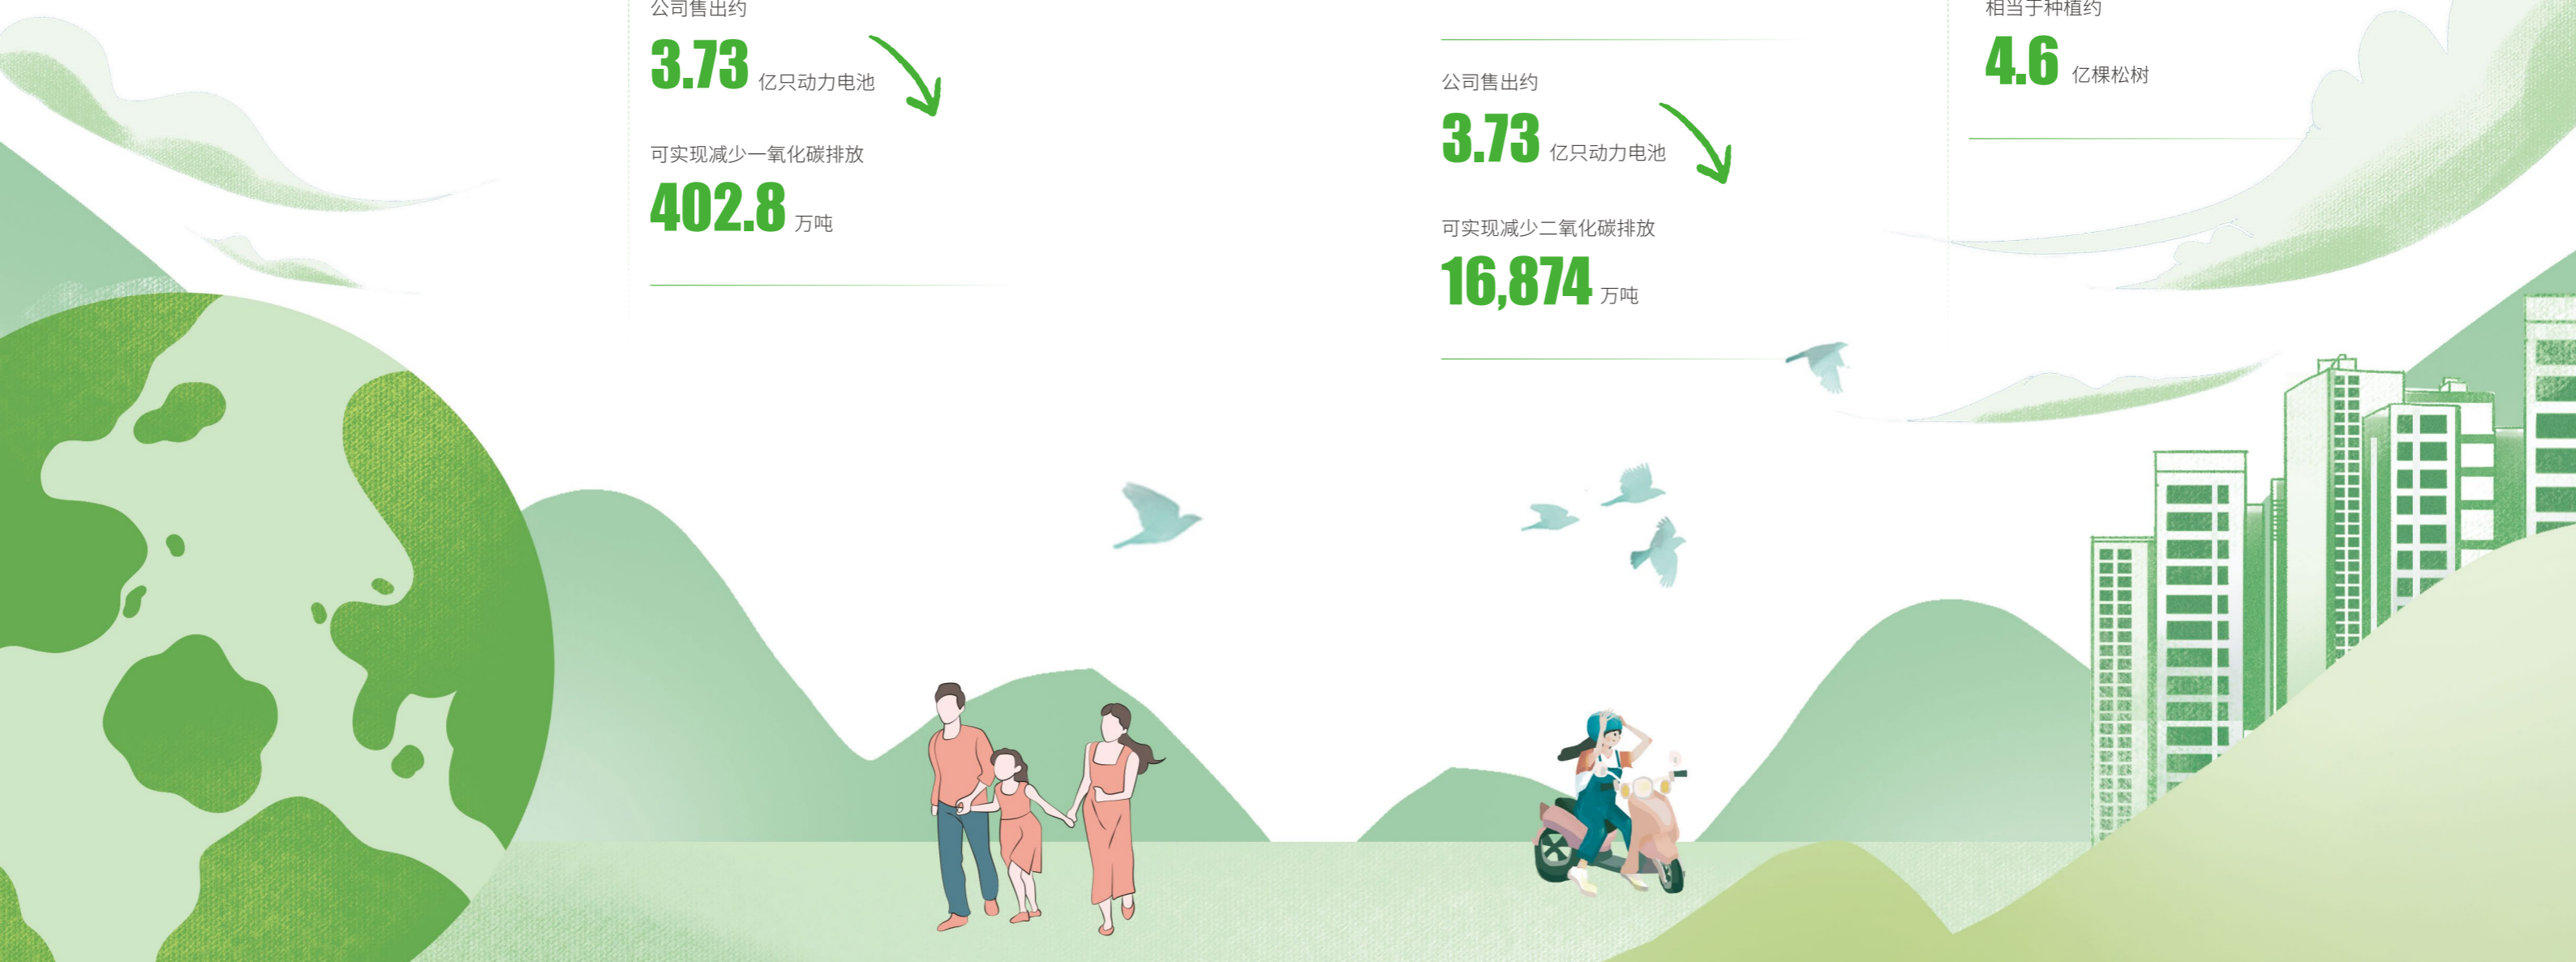 公司售出约
3.73 亿只动力电池
可实现减少一氧化碳排放
402.8 万吨
公司售出约
3.73 亿只动力电池
可实现减少二氧化碳排放
16,874 万吨
相当于种植约
4.6 亿棵松树